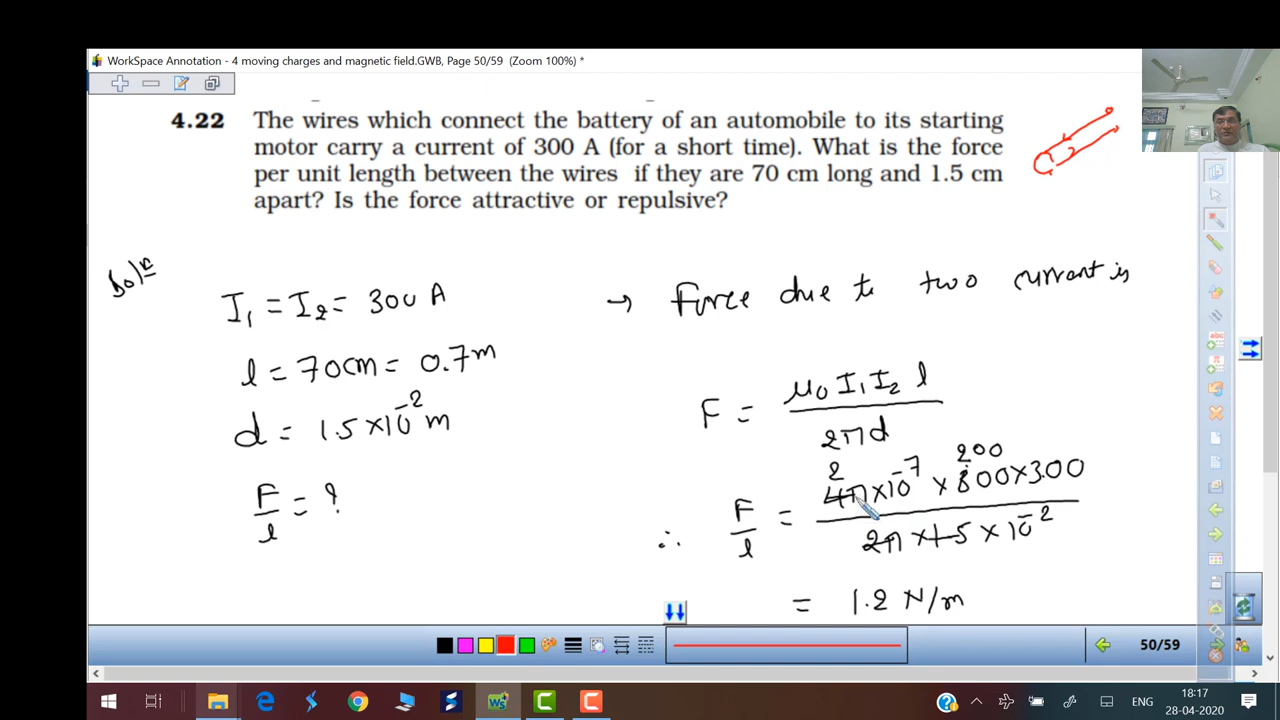 WorkSpace Annotation - 4 moving charges and magnetic field.GWB, Page 50/59 (Zoom 100%) *
4.22 The wires which connect the battery of an automobile to its starting
motor carry a current of 300 A (for a short time). What is the force
per unit length between the wires if they are 70 cm long and 1.5 cm
apart? Is the force attractive or repulsive?
Soln
I₁ = I₂ = 300 A
l = 70cm = 0.7m
d = 1.5×10⁻² m
F/l = ?
→ Force due to two current is
F = μ₀ I₁ I₂ l / 2πd
2 200
∴ F/l = 4π×10⁻⁷ × 300×300 / 2π×1.5×10⁻²
= 1.2 N/m
50/59
ENG
18:17
28-04-2020